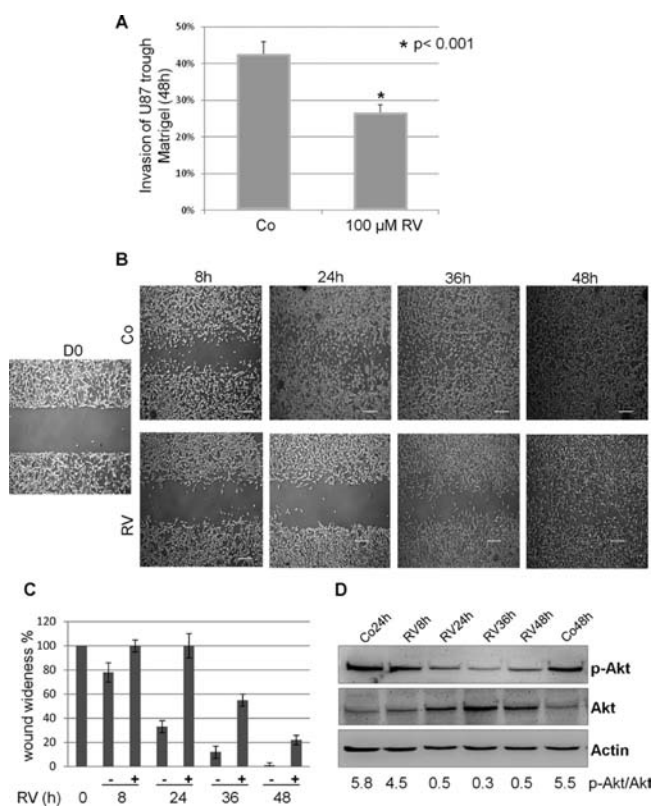 A
Invasion of U87 trough
Matrigel (48h)
50%
40%
30%
20%
10%
0%
* p< 0.001
*
Co
100 µM RV
B
8h
24h
36h
48h
D0
Co
RV
C
wound wideness %
120
100
80
60
40
20
0
- + - + - + - +
RV (h) 0 8 24 36 48
D
Co24h RV8h RV24h RV36h RV48h Co48h
p-Akt
Akt
Actin
5.8 4.5 0.5 0.3 0.5 5.5 p-Akt/Akt